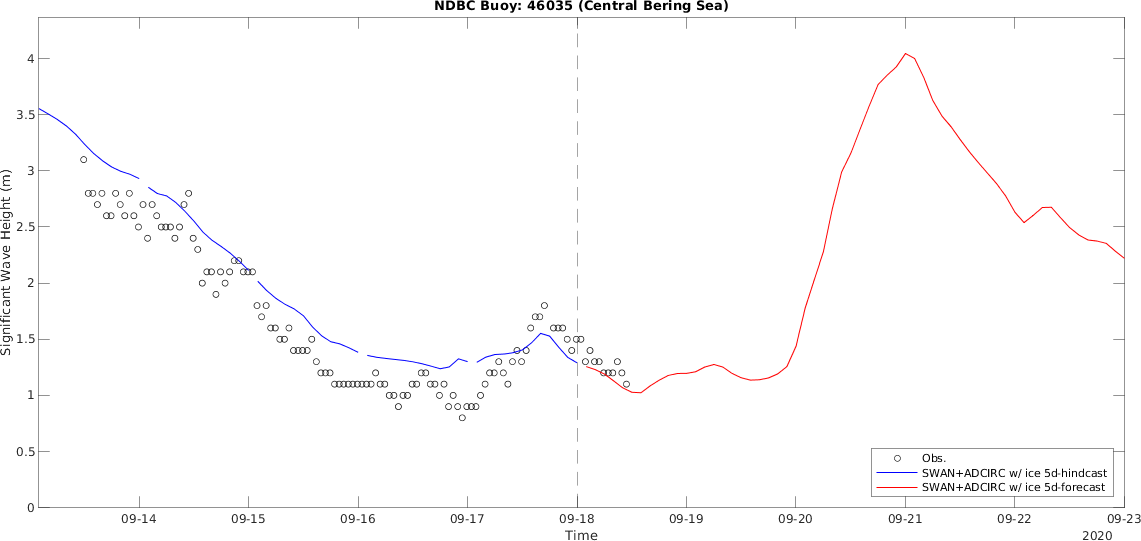 NDBC Buoy: 46035 (Central Bering Sea)
Significant Wave Height (m)
4
3.5
3
2.5
2
1.5
1
0.5
0
09-14 09-15 09-16 09-17 09-18 09-19 09-20 09-21 09-22 09-23
Time
2020
Obs.
SWAN+ADCIRC w/ ice 5d-hindcast
SWAN+ADCIRC w/ ice 5d-forecast